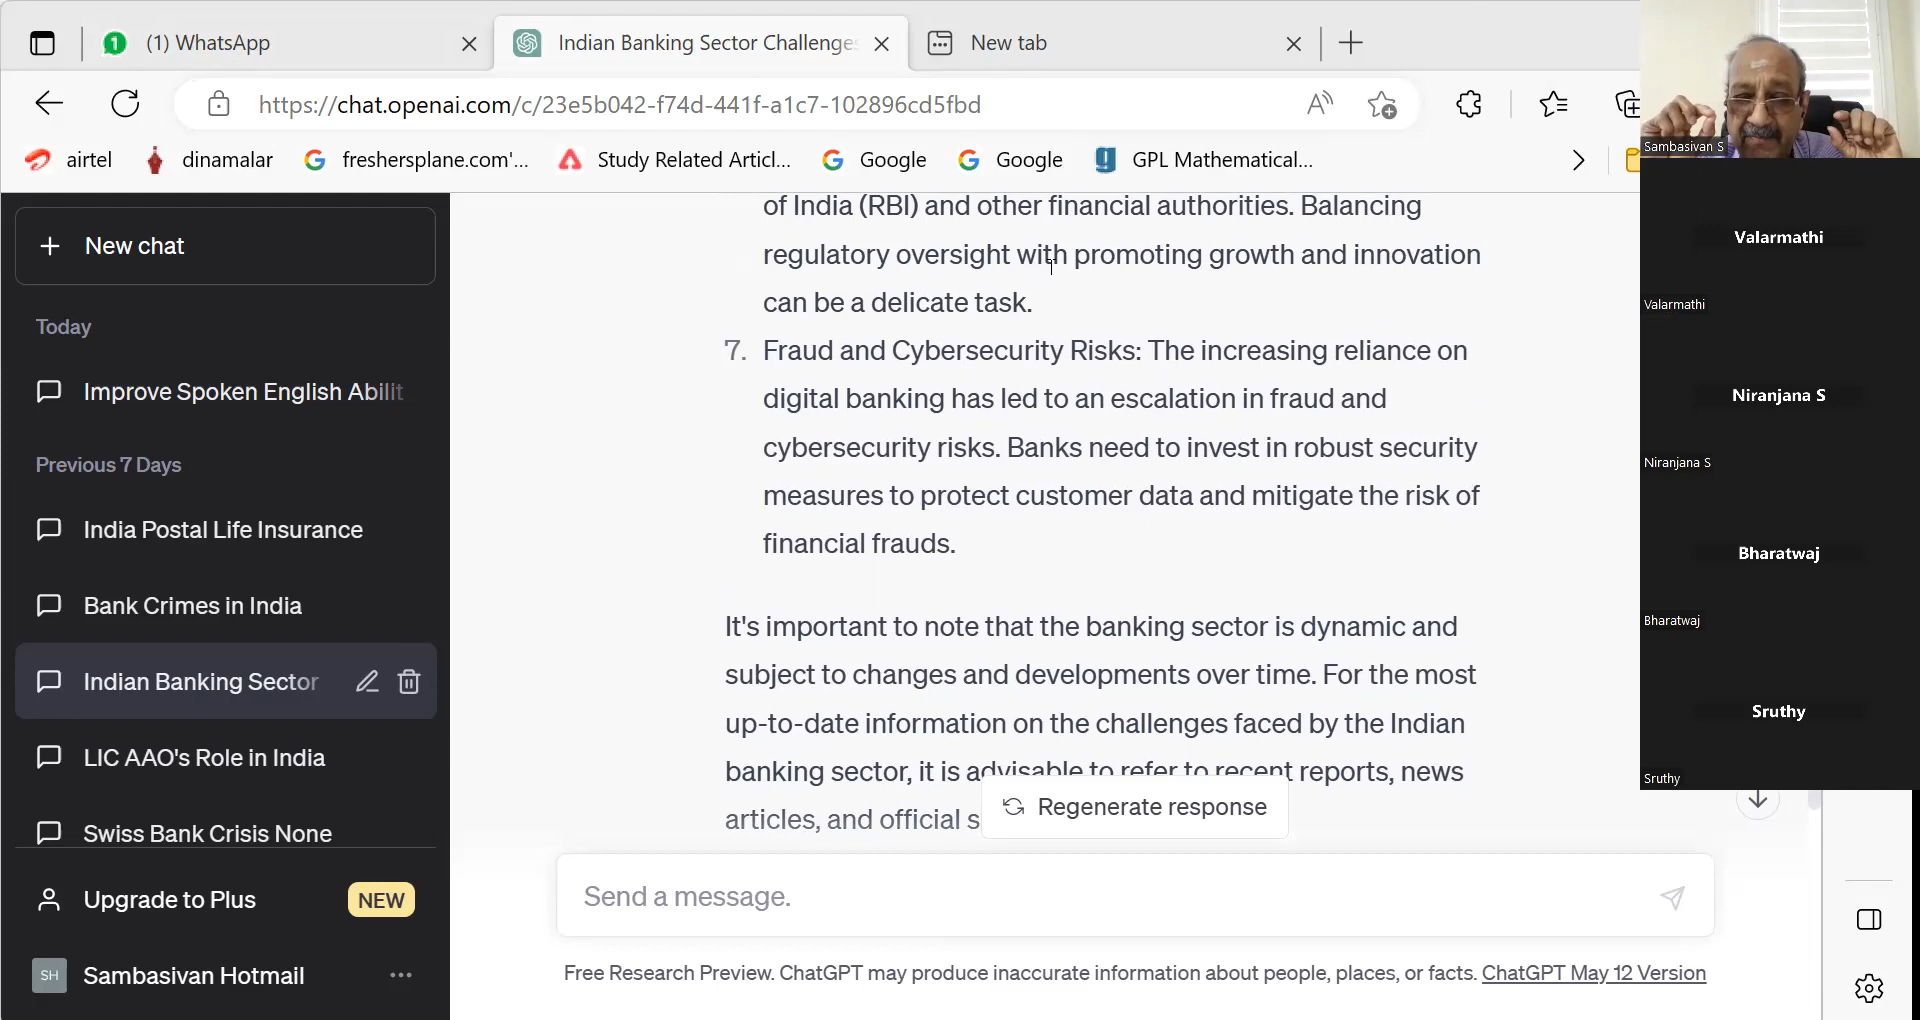 1
(1) WhatsApp
Indian Banking Sector Challenge
New tab
https://chat.openai.com/c/23e5b042-f74d-441f-a1c7-102896cd5fbd
airtel
dinamalar
freshersplane.com'...
Study Related Articl...
Google
Google
GPL Mathematical...
New chat
Today
Improve Spoken English Abilit
Previous 7 Days
India Postal Life Insurance
Bank Crimes in India
Indian Banking Sector
LIC AAO's Role in India
Swiss Bank Crisis None
Upgrade to Plus
NEW
SH
Sambasivan Hotmail
of India (RBI) and other financial authorities. Balancing
regulatory oversight with promoting growth and innovation
can be a delicate task.
7. Fraud and Cybersecurity Risks: The increasing reliance on
digital banking has led to an escalation in fraud and
cybersecurity risks. Banks need to invest in robust security
measures to protect customer data and mitigate the risk of
financial frauds.
It's important to note that the banking sector is dynamic and
subject to changes and developments over time. For the most
up-to-date information on the challenges faced by the Indian
banking sector, it is advisable to refer to recent reports, news
articles, and official s
Regenerate response
Send a message.
Free Research Preview. ChatGPT may produce inaccurate information about people, places, or facts. ChatGPT May 12 Version
Sambasivan S
Valarmathi
Valarmathi
Niranjana S
Niranjana S
Bharatwaj
Bharatwaj
Sruthy
Sruthy